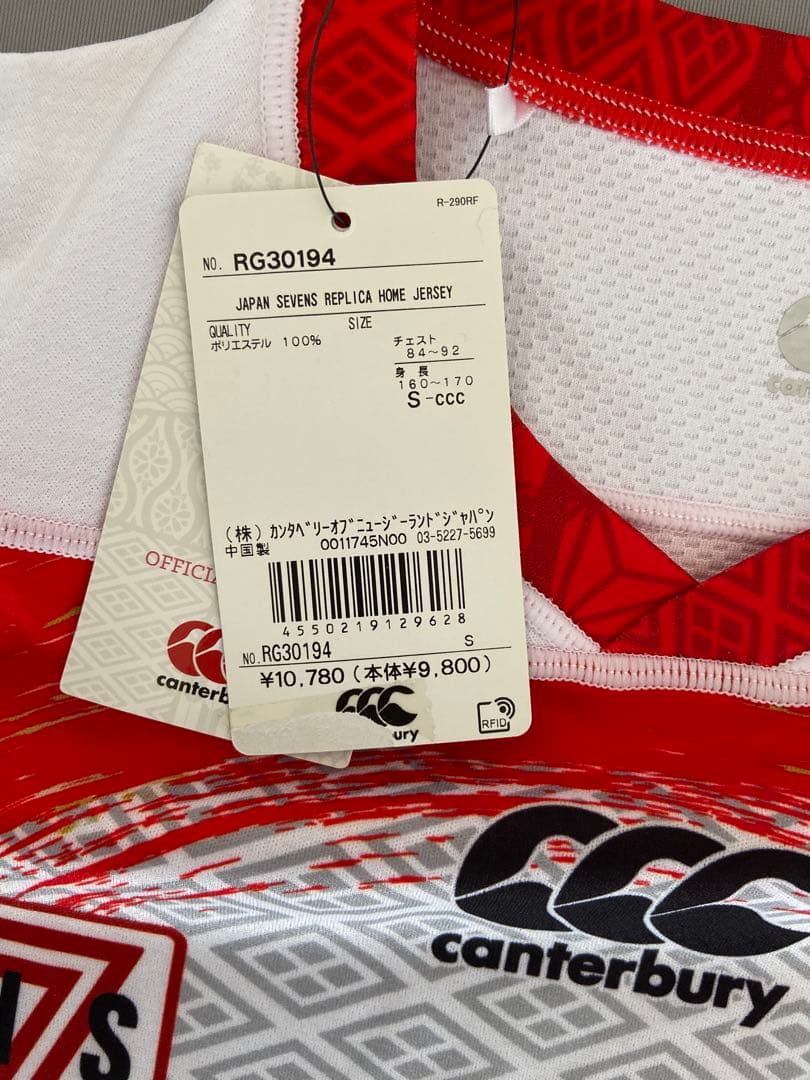 R-290RF
NO. RG30194
JAPAN SEVENS REPLICA HOME JERSEY
QUALITY SIZE
ポリエステル 100%
チェスト
84~92
身 長
160~170
S-ccc
(株) カンタベリーオブニュージーランドジャパン
中国製 0011745N00 03-5227-5699
4550219129628
S
NO. RG30194
¥10,780 (本体¥9,800)
ury
RFID
OFFICIA
canterb
canterbury
S